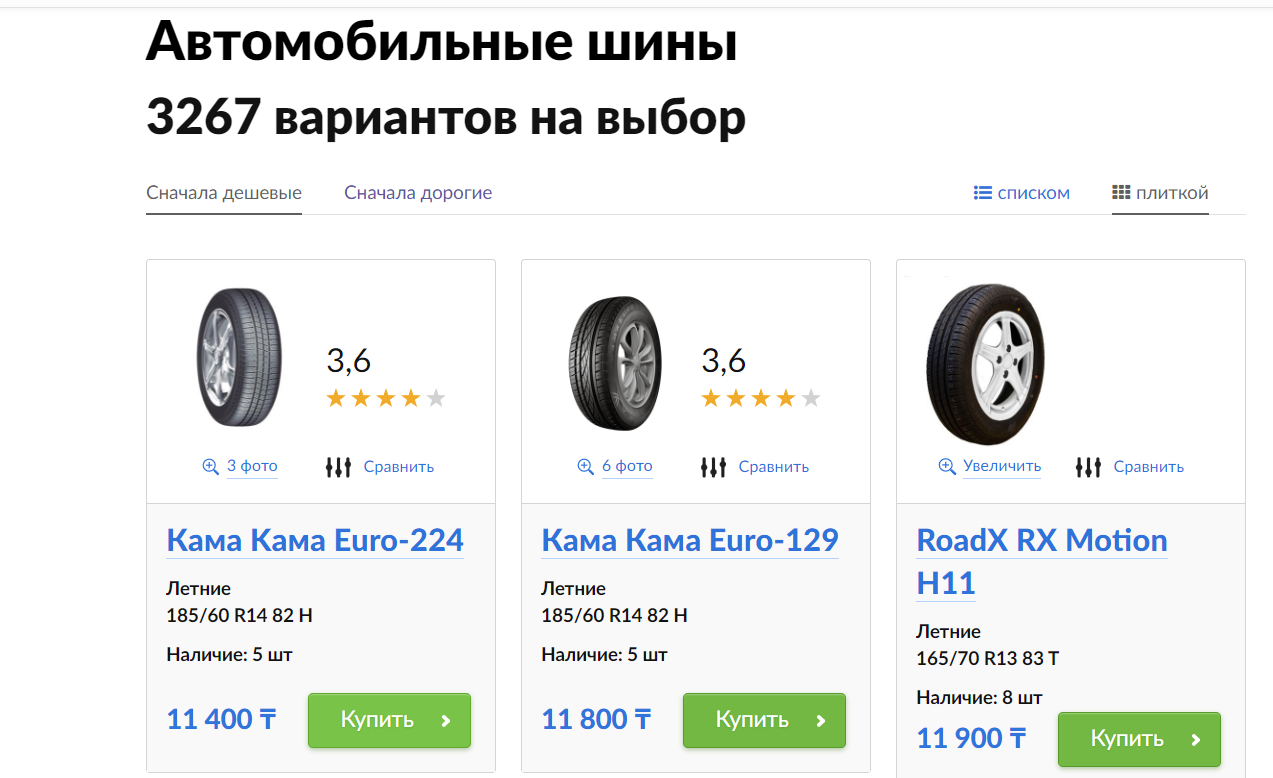 Автомобильные шины
3267 вариантов на выбор
Сначала дешевые Сначала дорогие списком плиткой
3,6
3 фото Сравнить
Кама Кама Euro-224
Летние
185/60 R14 82 H
Наличие: 5 шт
11 400 ₸ Купить
3,6
6 фото Сравнить
Кама Кама Euro-129
Летние
185/60 R14 82 H
Наличие: 5 шт
11 800 ₸ Купить
Увеличить Сравнить
RoadX RX Motion
H11
Летние
165/70 R13 83 T
Наличие: 8 шт
11 900 ₸ Купить